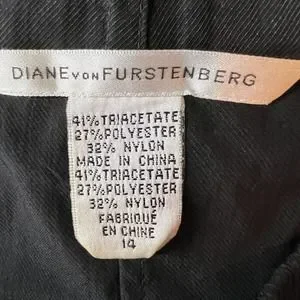 DIANE VON FURSTENBERG
41% TRIACETATE
27% POLYESTER
32% NYLON
MADE IN CHINA
41% TRIACETATE
27% POLYESTER
32% NYLON
FABRIQUÉ
EN CHINE
14